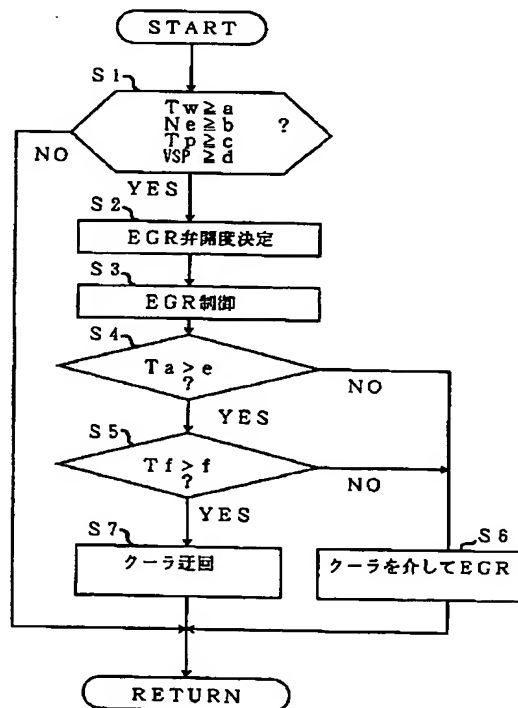 START
S1
Tw≧a
Ne≧b
Tp≧c
VSP≧d
?
NO
YES
S2
EGR弁開度決定
S3
EGR制御
S4
Ta>e
?
NO
YES
S5
Tf>f
?
NO
YES
S7
クーラ迂回
S6
クーラを介してEGR
RETURN